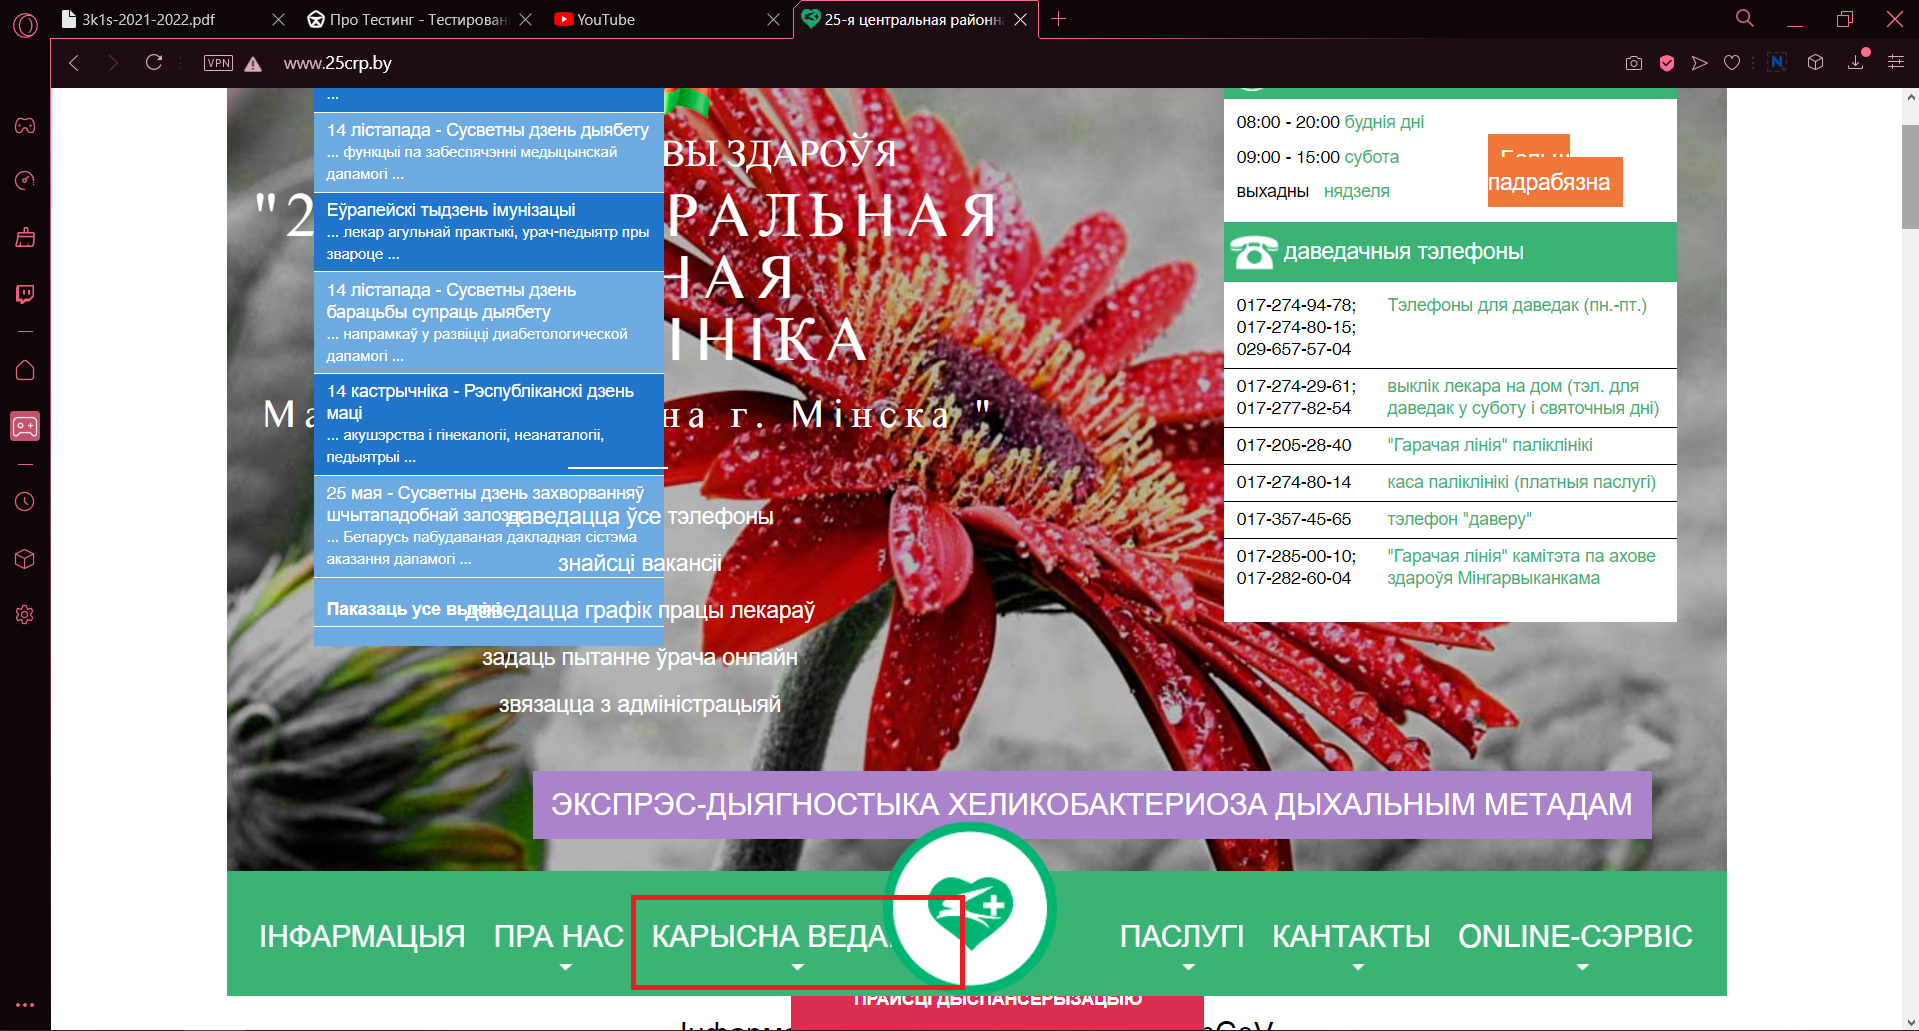 3k1s-2021-2022.pdf
Про Тестинг - Тестирован
YouTube
25-я центральная районна
VPN
www.25crp.by
...
14 лістапада - Сусветны дзень дыябету
... функцыі па забеспячэнні медыцынскай
дапамогі ...
Еўрапейскі тыдзень імунізацыі
... лекар агульнай практыкі, урач-педыятр пры
звароце ...
14 лістапада - Сусветны дзень
барацьбы супраць дыябету
... напрамкаў у развіцці диабетологической
дапамогі ...
14 кастрычніка - Рэспубліканскі дзень
маці
... акушэрства і гінекалогіі, неанаталогіі,
педыятрыі ...
25 мая - Сусветны дзень захворванняў
шчытападобнай залозы
... Беларусь пабудаваная дакладная сістэма
аказання дапамогі ...
Паказаць усе вынікі
ВЫ ЗДАРОЎЯ
"2 РАЛЬНАЯ
НАЯ
ІНІКА
Ма на г. Мінска "
даведацца ўсе тэлефоны
знайсці вакансіі
даведацца графік працы лекараў
задаць пытанне ўрача онлайн
звязацца з адміністрацыяй
08:00 - 20:00 буднія дні
09:00 - 15:00 субота
выхадны нядзеля
Больш
падрабязна
даведачныя тэлефоны
017-274-94-78; Тэлефоны для даведак (пн.-пт.)
017-274-80-15;
029-657-57-04
017-274-29-61; выклік лекара на дом (тэл. для
017-277-82-54 даведак у суботу і святочныя дні)
017-205-28-40 "Гарачая лінія" паліклінікі
017-274-80-14 каса паліклінікі (платныя паслугі)
017-357-45-65 тэлефон "даверу"
017-285-00-10; "Гарачая лінія" камітэта па ахове
017-282-60-04 здароўя Мінгарвыканкама
ЭКСПРЭС-ДЫЯГНОСТЫКА ХЕЛИКОБАКТЕРИОЗА ДЫХАЛЬНЫМ МЕТАДАМ
ІНФАРМАЦЫЯ ПРА НАС КАРЫСНА ВЕДА ПАСЛУГІ КАНТАКТЫ ONLINE-СЭРВІС
ПРАЙСЦІ ДЫСПАНСЕРЫЗАЦЫЮ